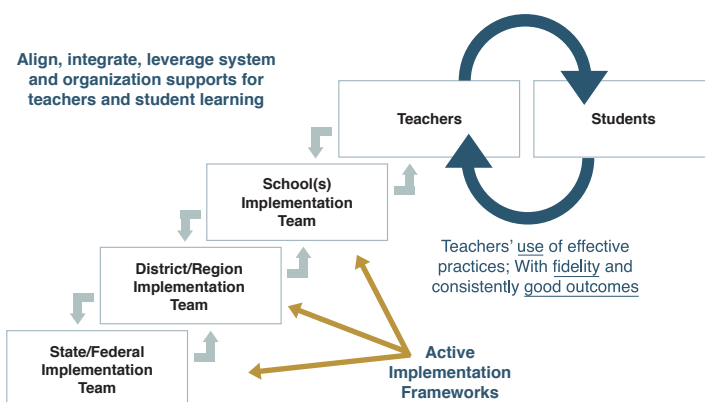 Align, integrate, leverage system
and organization supports for
teachers and student learning
Teachers
Students
School(s)
Implementation
Team
Teachers’ use of effective
practices; With fidelity and
consistently good outcomes
District/Region
Implementation
Team
State/Federal
Implementation
Team
Active
Implementation
Frameworks